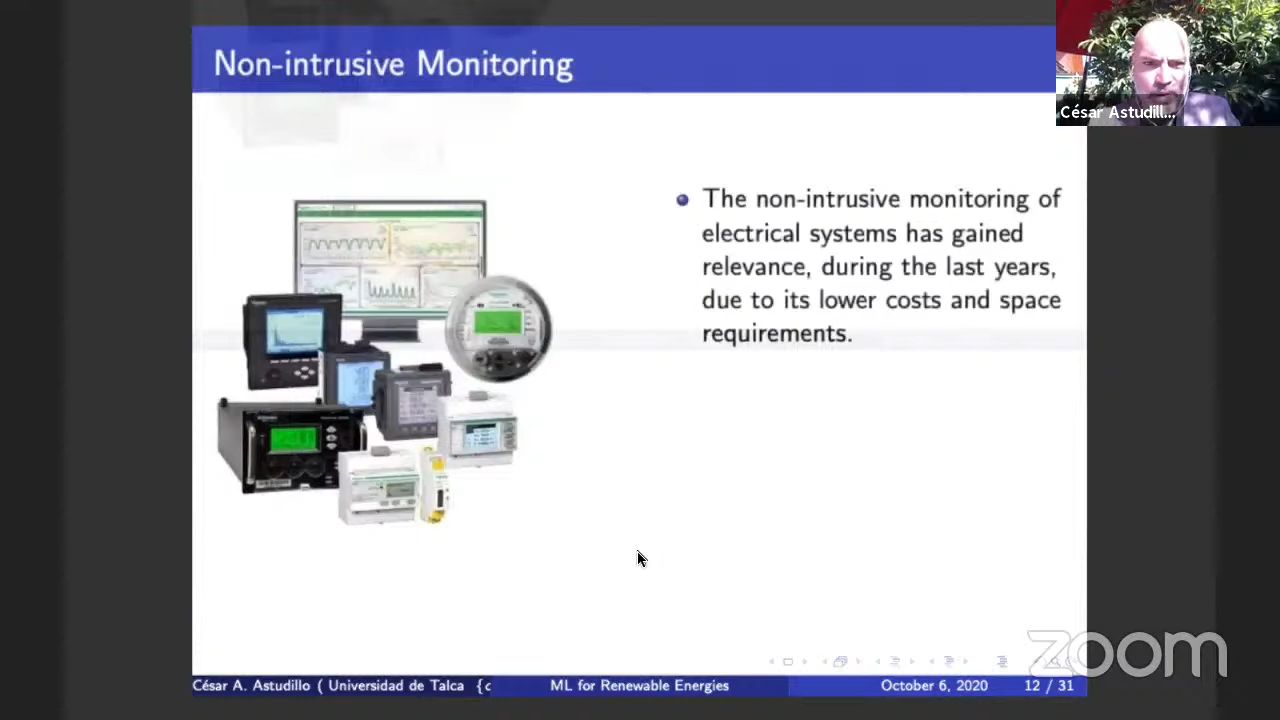 Non-intrusive Monitoring
César Astudill...
The non-intrusive monitoring of
electrical systems has gained
relevance, during the last years,
due to its lower costs and space
requirements.
zoom
César A. Astudillo ( Universidad de Talca {c
ML for Renewable Energies
October 6, 2020
12 / 31